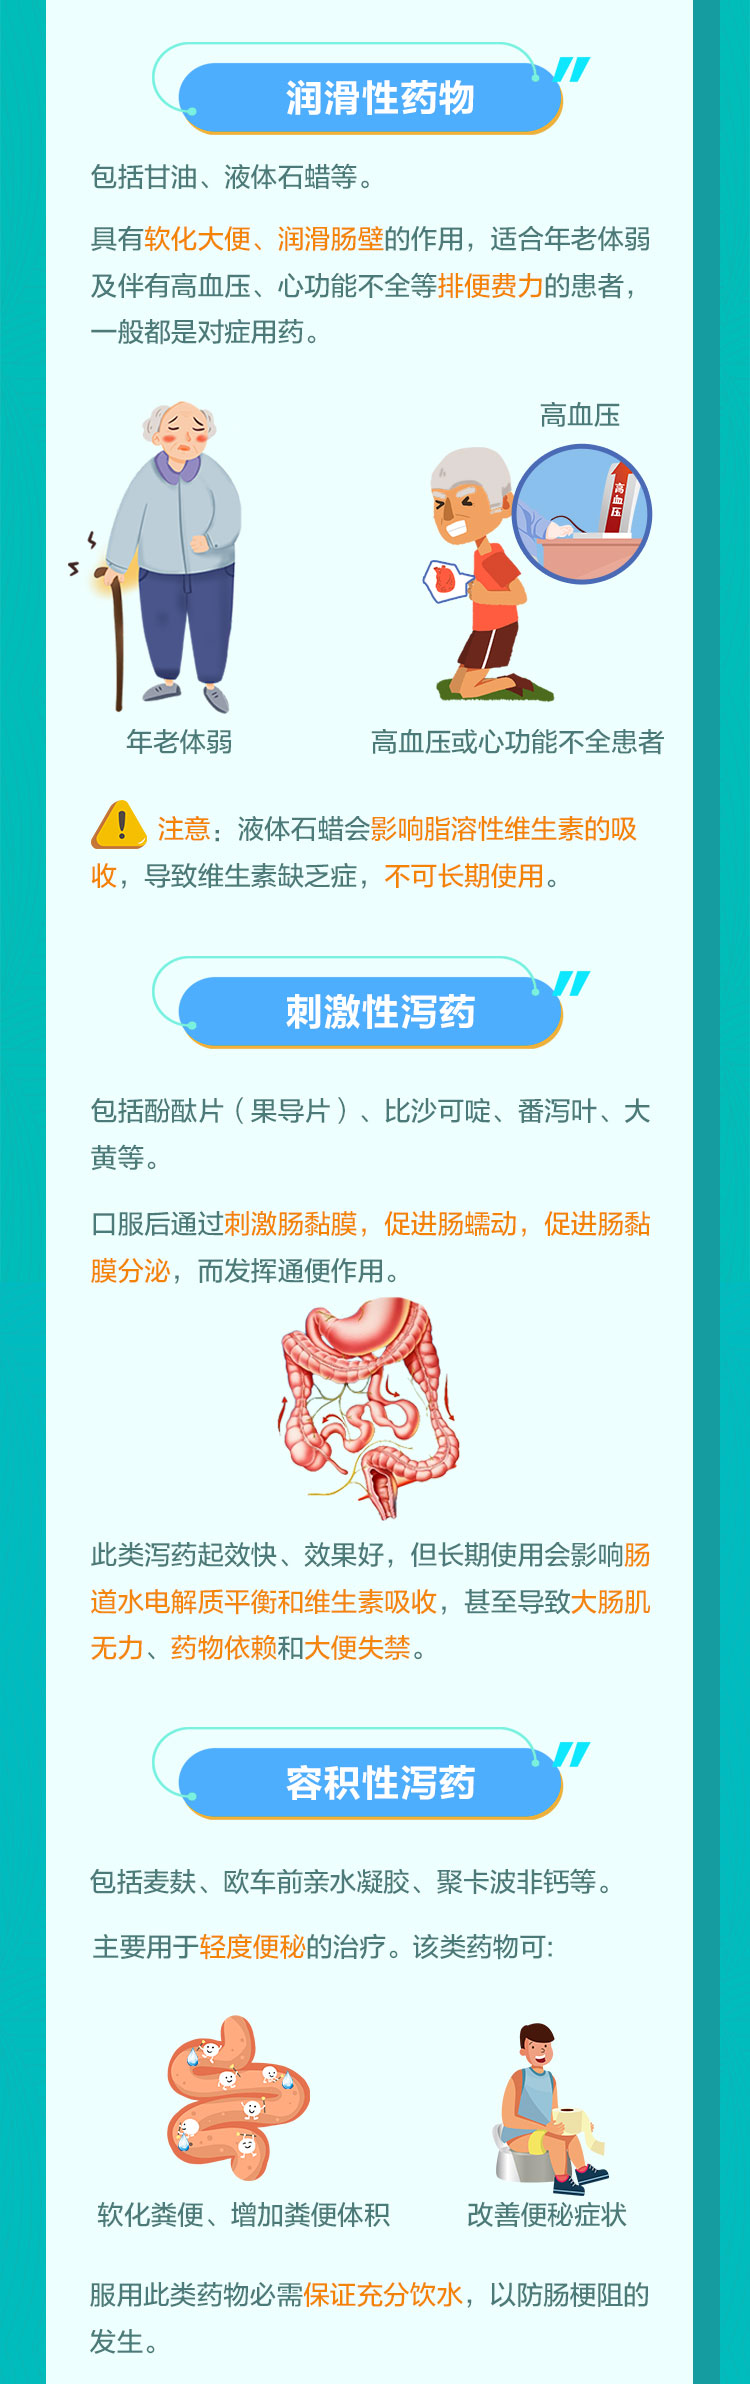 润滑性药物
包括甘油、液体石蜡等。
具有软化大便、润滑肠壁的作用，适合年老体弱
及伴有高血压、心功能不全等排便费力的患者，
一般都是对症用药。
高血压
高血压
年老体弱
高血压或心功能不全患者
注意：液体石蜡会影响脂溶性维生素的吸
收，导致维生素缺乏症，不可长期使用。
刺激性泻药
包括酚酞片（果导片）、比沙可啶、番泻叶、大
黄等。
口服后通过刺激肠黏膜，促进肠蠕动，促进肠黏
膜分泌，而发挥通便作用。
此类泻药起效快、效果好，但长期使用会影响肠
道水电解质平衡和维生素吸收，甚至导致大肠肌
无力、药物依赖和大便失禁。
容积性泻药
包括麦麸、欧车前亲水凝胶、聚卡波非钙等。
主要用于轻度便秘的治疗。该类药物可:
软化粪便、增加粪便体积
改善便秘症状
服用此类药物必需保证充分饮水，以防肠梗阻的
发生。